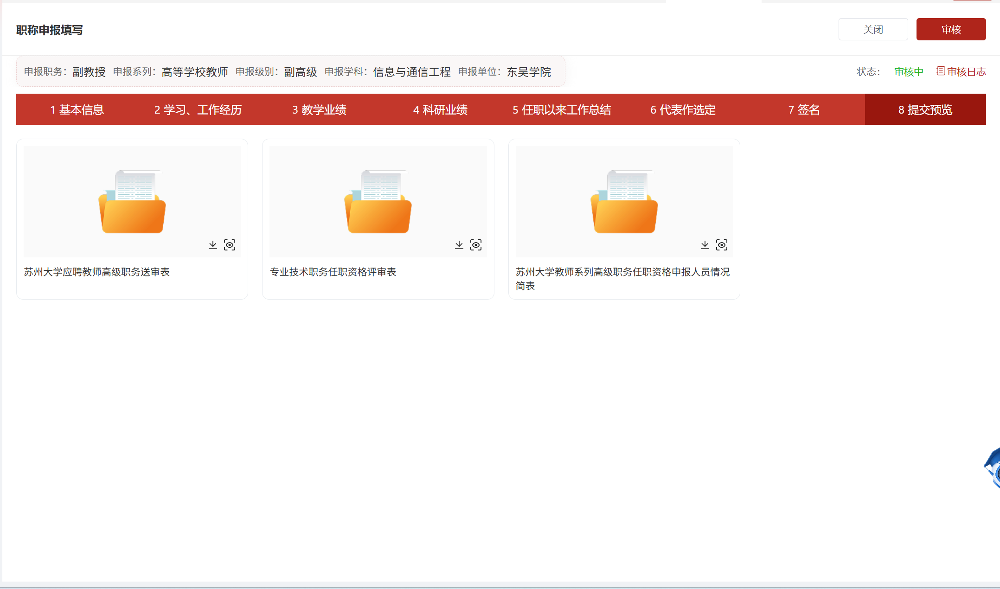 职称申报填写
关闭
审核
申报职务：副教授 申报系列：高等学校教师 申报级别：副高级 申报学科：信息与通信工程 申报单位：东吴学院
状态： 审核中 审核日志
1 基本信息
2 学习、工作经历
3 教学业绩
4 科研业绩
5 任职以来工作总结
6 代表作选定
7 签名
8 提交预览
苏州大学应聘教师高级职务送审表
专业技术职务任职资格评审表
苏州大学教师系列高级职务任职资格申报人员情况
简表